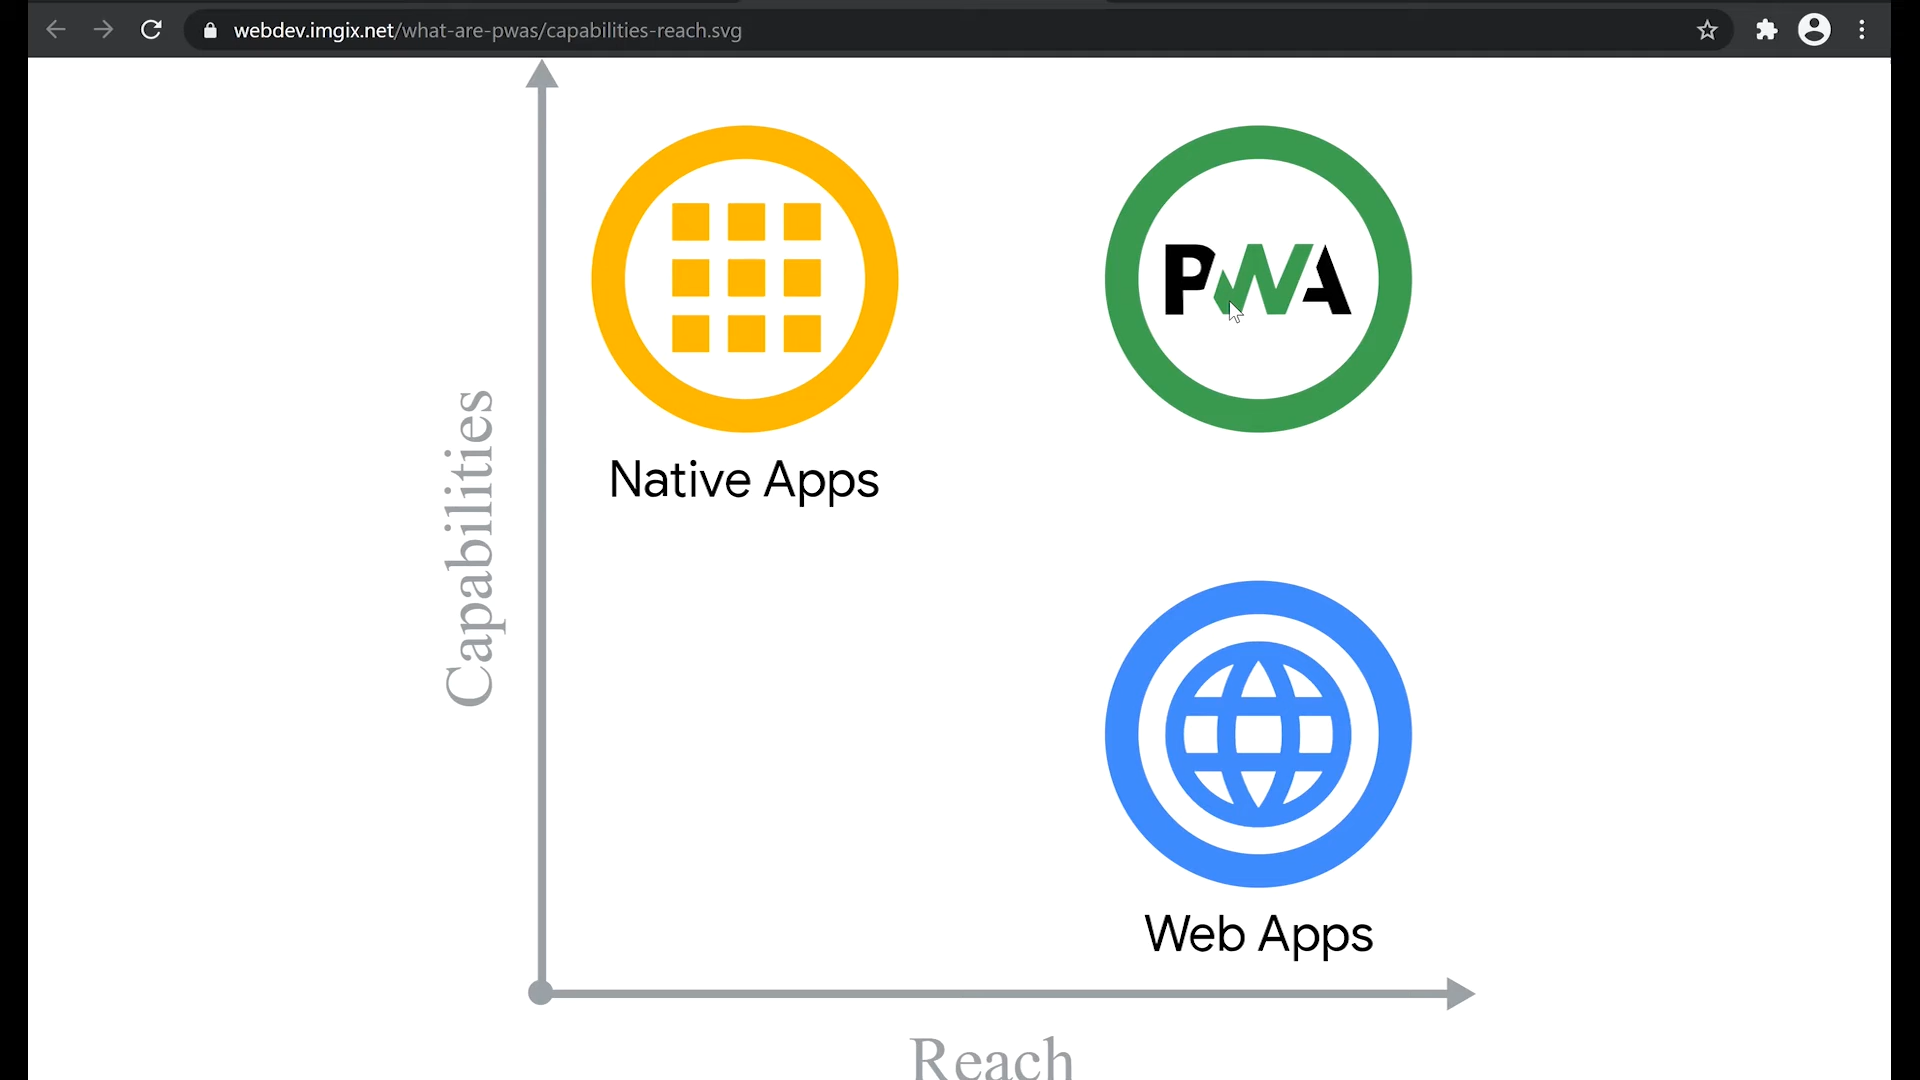 webdev.imgix.net/what-are-pwas/capabilities-reach.svg
PWA
Native Apps
Capabilities
Web Apps
Reach